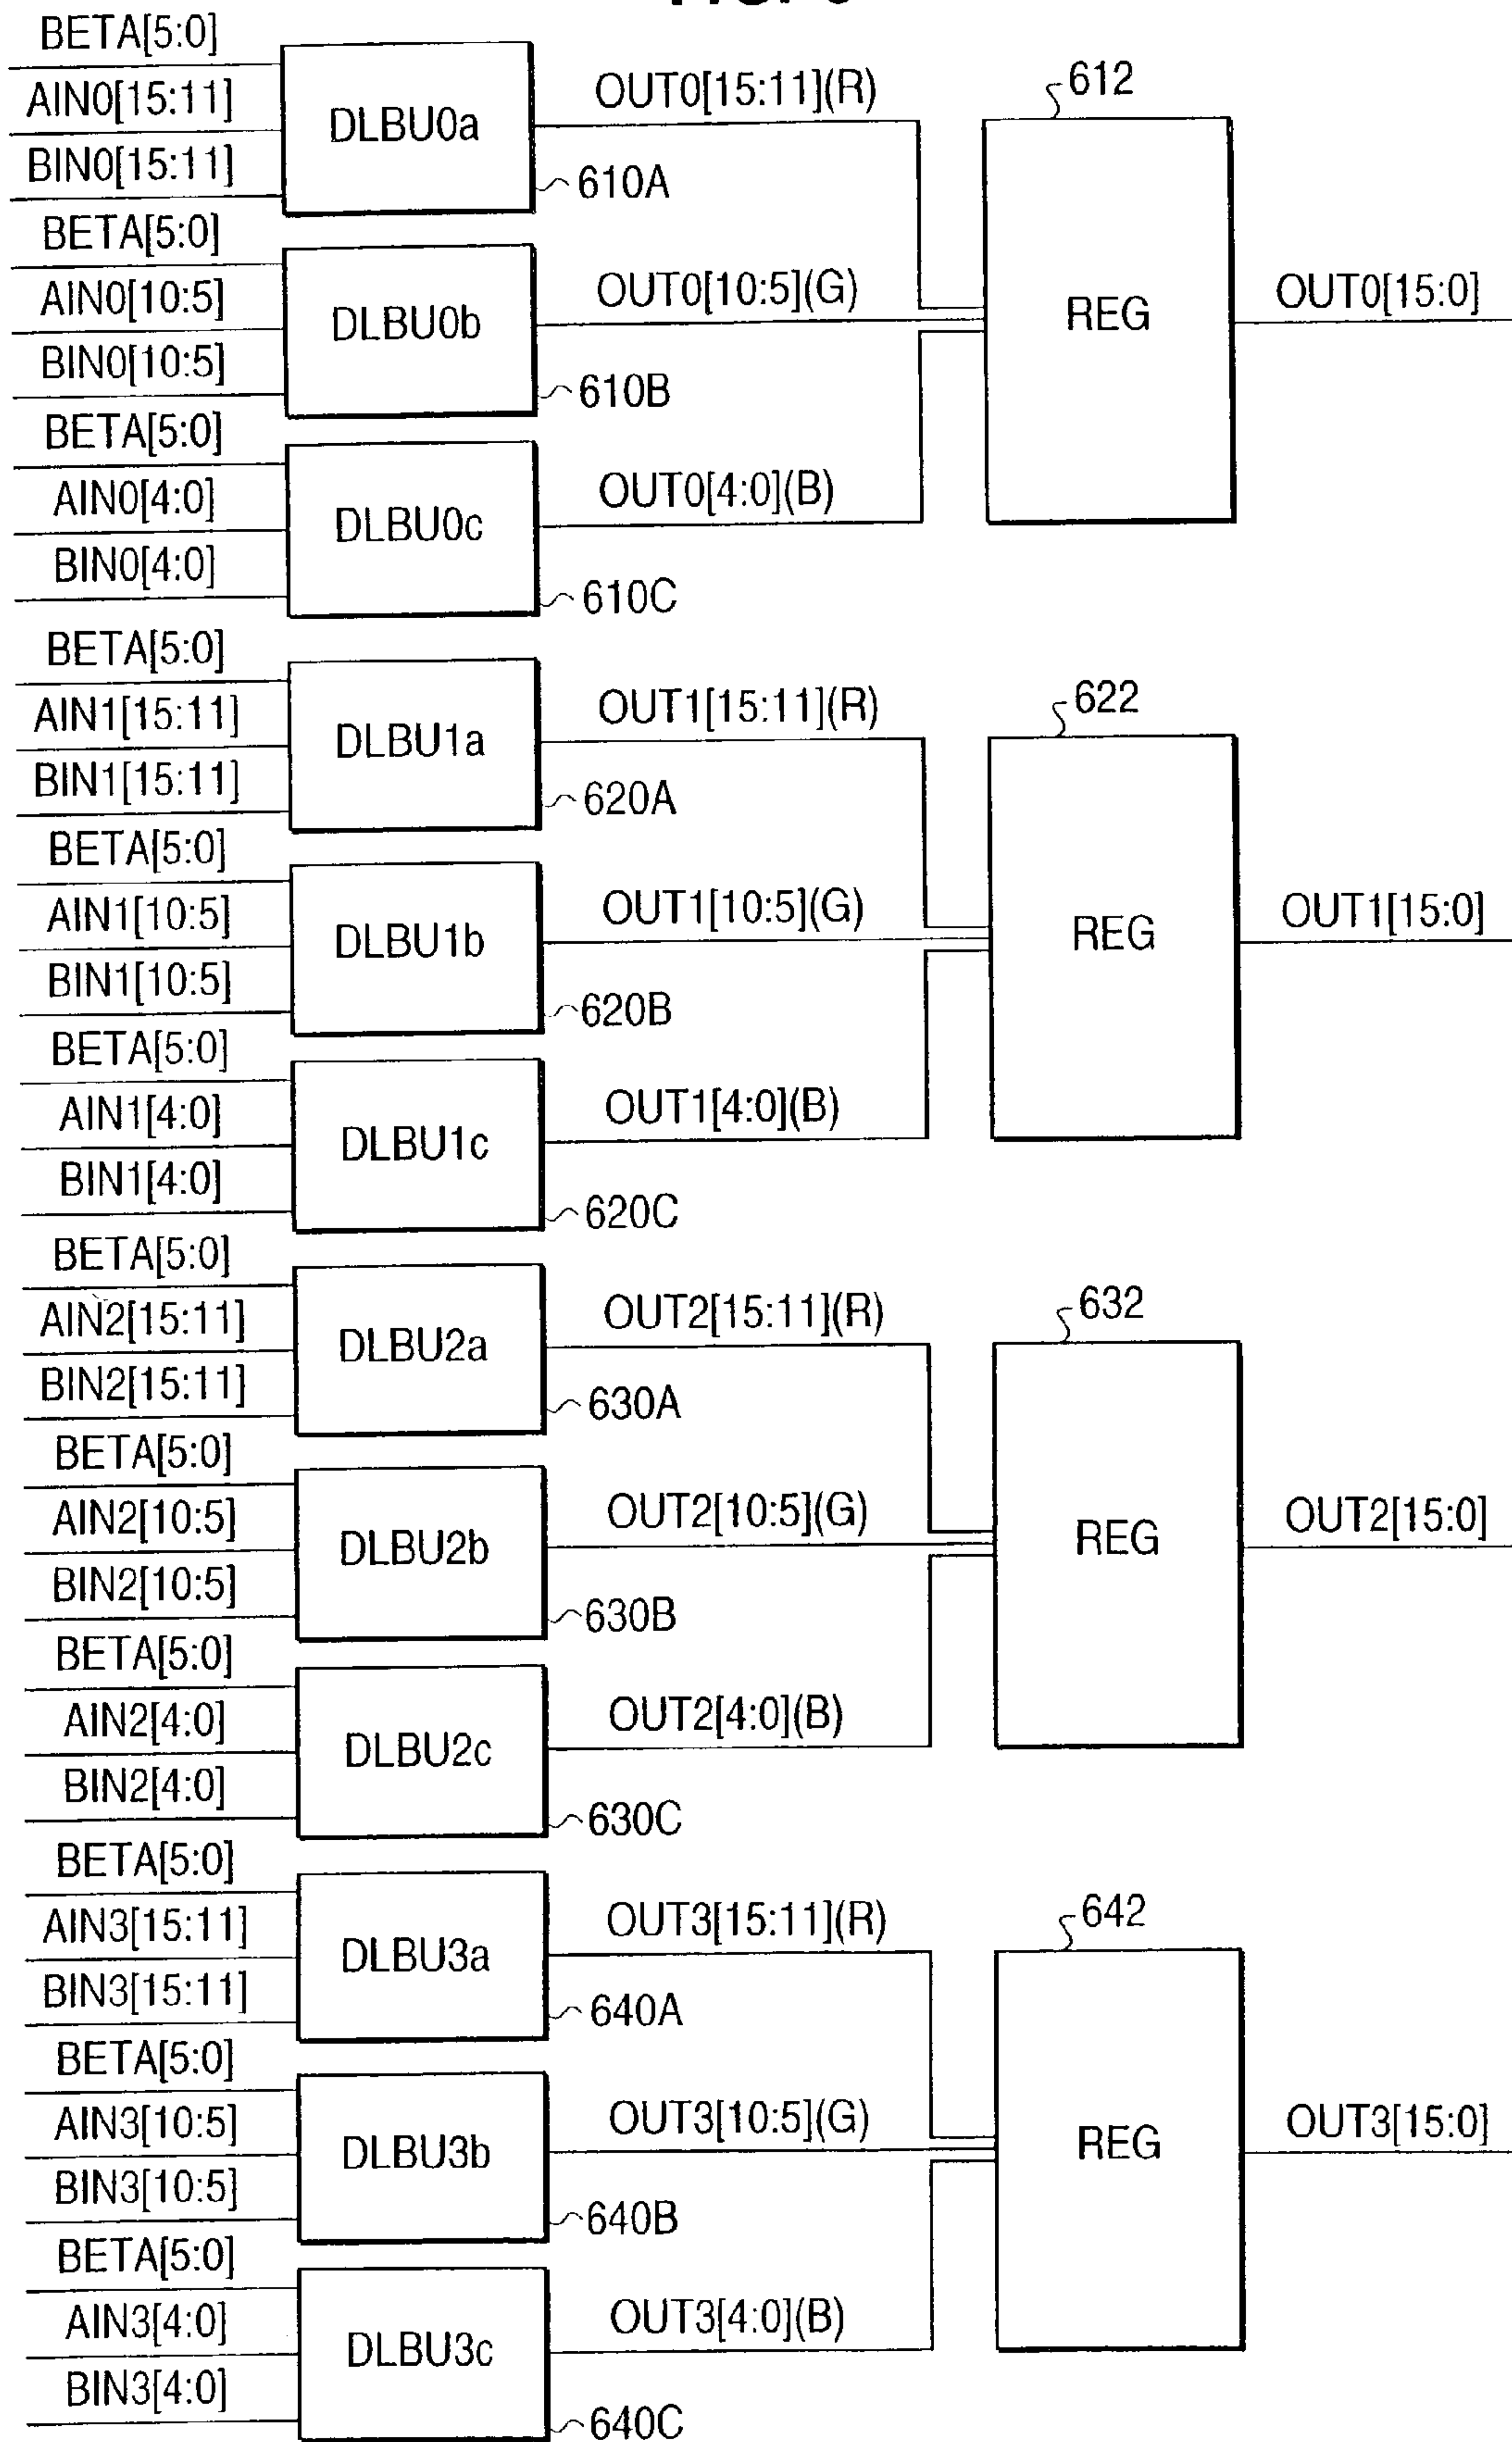 BETA[5:0]
AIN0[15:11]
BIN0[15:11]
DLBU0a
OUT0[15:11](R)
610A
BETA[5:0]
AIN0[10:5]
BIN0[10:5]
DLBU0b
OUT0[10:5](G)
610B
BETA[5:0]
AIN0[4:0]
BIN0[4:0]
DLBU0c
OUT0[4:0](B)
610C
612
REG
OUT0[15:0]
BETA[5:0]
AIN1[15:11]
BIN1[15:11]
DLBU1a
OUT1[15:11](R)
620A
BETA[5:0]
AIN1[10:5]
BIN1[10:5]
DLBU1b
OUT1[10:5](G)
620B
BETA[5:0]
AIN1[4:0]
BIN1[4:0]
DLBU1c
OUT1[4:0](B)
620C
622
REG
OUT1[15:0]
BETA[5:0]
AIN2[15:11]
BIN2[15:11]
DLBU2a
OUT2[15:11](R)
630A
BETA[5:0]
AIN2[10:5]
BIN2[10:5]
DLBU2b
OUT2[10:5](G)
630B
BETA[5:0]
AIN2[4:0]
BIN2[4:0]
DLBU2c
OUT2[4:0](B)
630C
632
REG
OUT2[15:0]
BETA[5:0]
AIN3[15:11]
BIN3[15:11]
DLBU3a
OUT3[15:11](R)
640A
BETA[5:0]
AIN3[10:5]
BIN3[10:5]
DLBU3b
OUT3[10:5](G)
640B
BETA[5:0]
AIN3[4:0]
BIN3[4:0]
DLBU3c
OUT3[4:0](B)
640C
642
REG
OUT3[15:0]